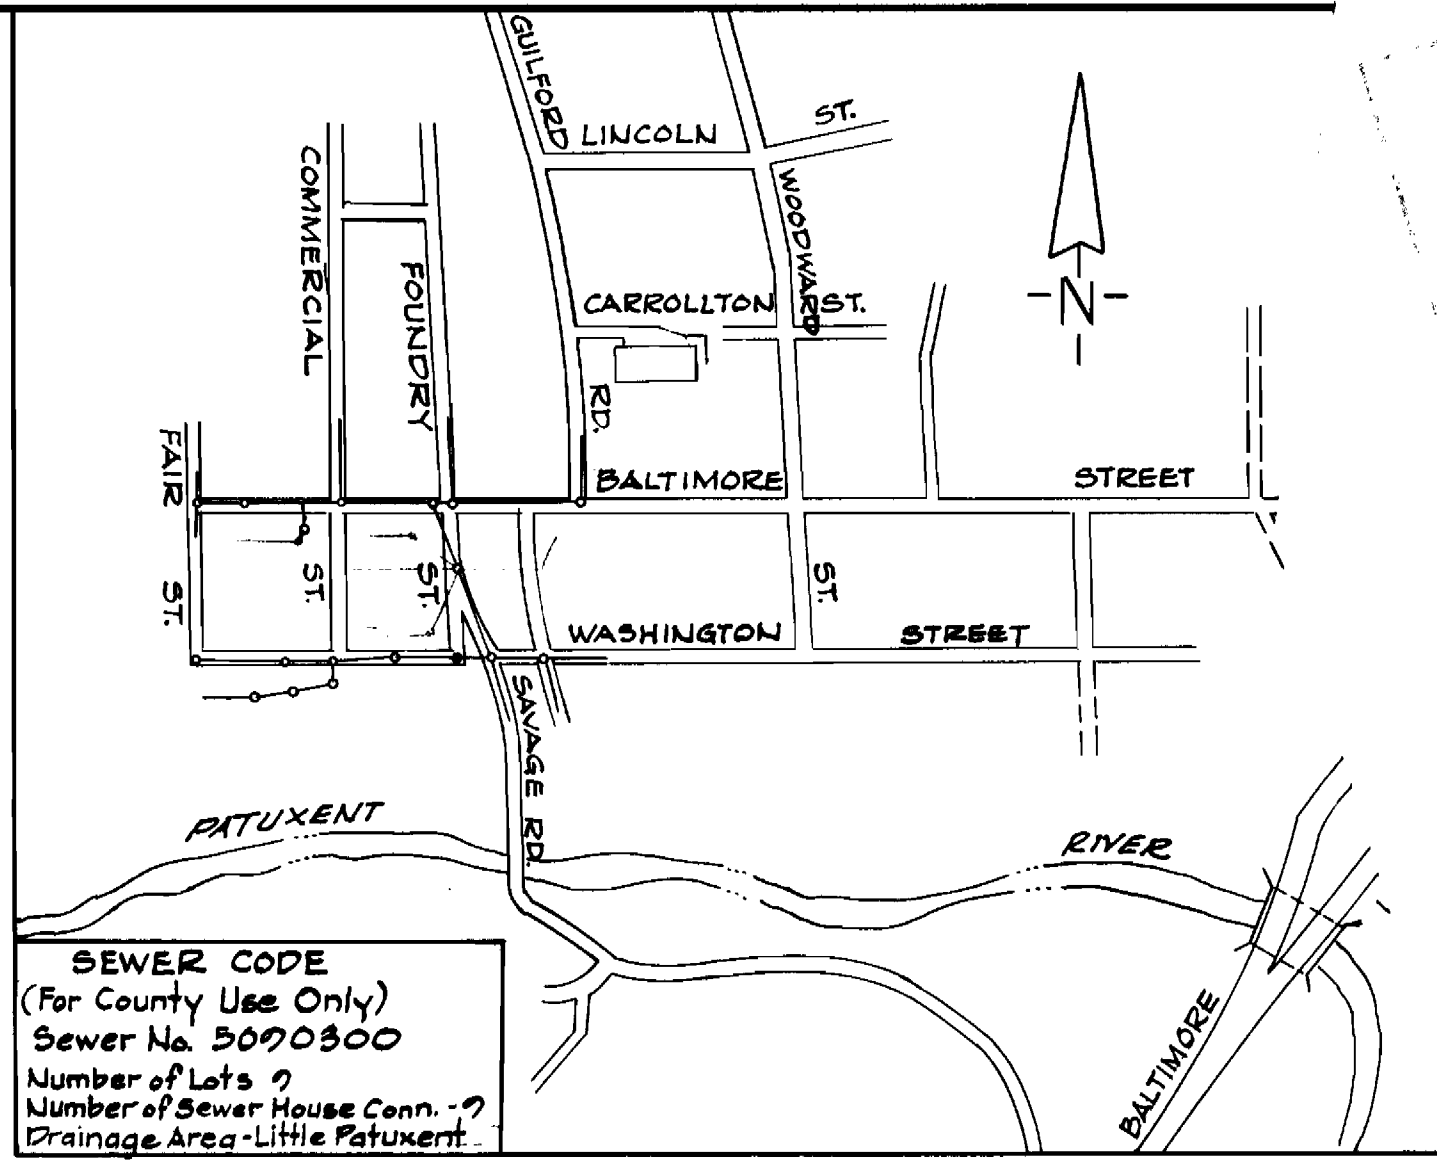 GUILFORD
LINCOLN ST.
COMMERCIAL
WOODWARD
FOUNDRY
CARROLLTON ST.
N
RD.
FAIR
BALTIMORE STREET
ST.
ST.
ST.
ST.
WASHINGTON STREET
SAVAGE RD.
PATUXENT RIVER
BALTIMORE
SEWER CODE
(For County Use Only)
Sewer No.
Number of Lots
Number of Sewer House Conn. -
Drainage Area-Little Patuxent